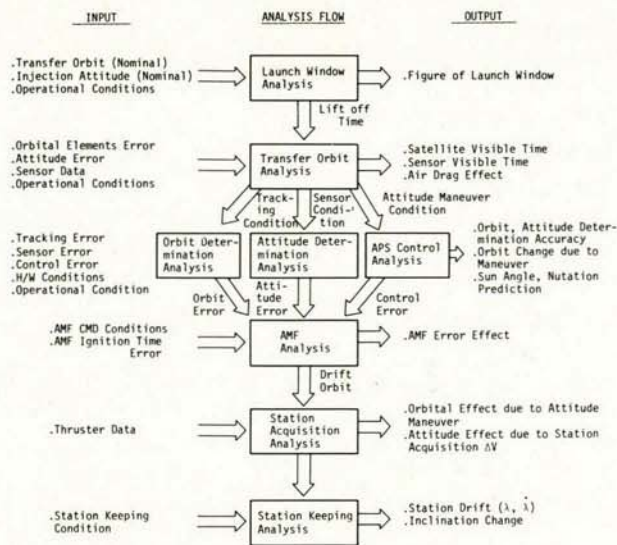 INPUT
ANALYSIS FLOW
OUTPUT
.Transfer Orbit (Nominal)
.Injection Attitude (Nominal)
.Operational Conditions
Launch Window
Analysis
.Figure of Launch Window
Lift off
Time
.Orbital Elements Error
.Attitude Error
.Sensor Data
.Operational Conditions
Transfer Orbit
Analysis
.Satellite Visible Time
.Sensor Visible Time
.Air Drag Effect
Track-
ing
Condition
Sensor
Condi-
tion
Attitude Maneuver
Condition
.Tracking Error
.Sensor Error
.Control Error
.H/W Conditions
.Operational Condition
Orbit Deter-
mination
Analysis
Attitude Deter-
mination
Analysis
APS Control
Analysis
.Orbit, Attitude Deter-
mination Accuracy
.Orbit Change due to
Maneuver
.Sun Angle, Nutation
Prediction
Orbit
Error
Atti-
tude
Error
Control
Error
.AMF CMD Conditions
.AMF Ignition Time
Error
AMF
Analysis
.AMF Error Effect
Drift
Orbit
.Thruster Data
Station
Acquisition
Analysis
.Orbital Effect due to Attitude
Maneuver
.Attitude Effect due to Station
Acquisition ΔV
.Station Keeping
Condition
Station Keeping
Analysis
.Station Drift (λ, λ̇)
.Inclination Change